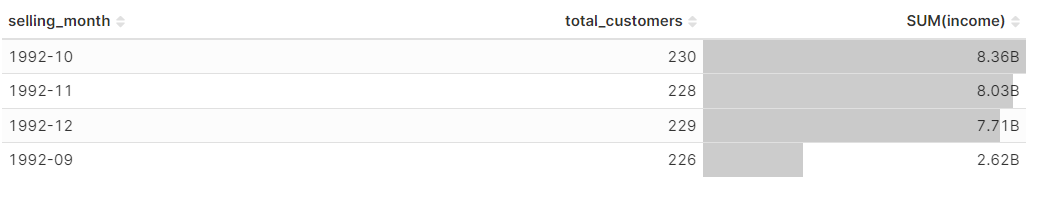 selling_month total_customers SUM(income)
1992-10 230 8.36B
1992-11 228 8.03B
1992-12 229 7.71B
1992-09 226 2.62B